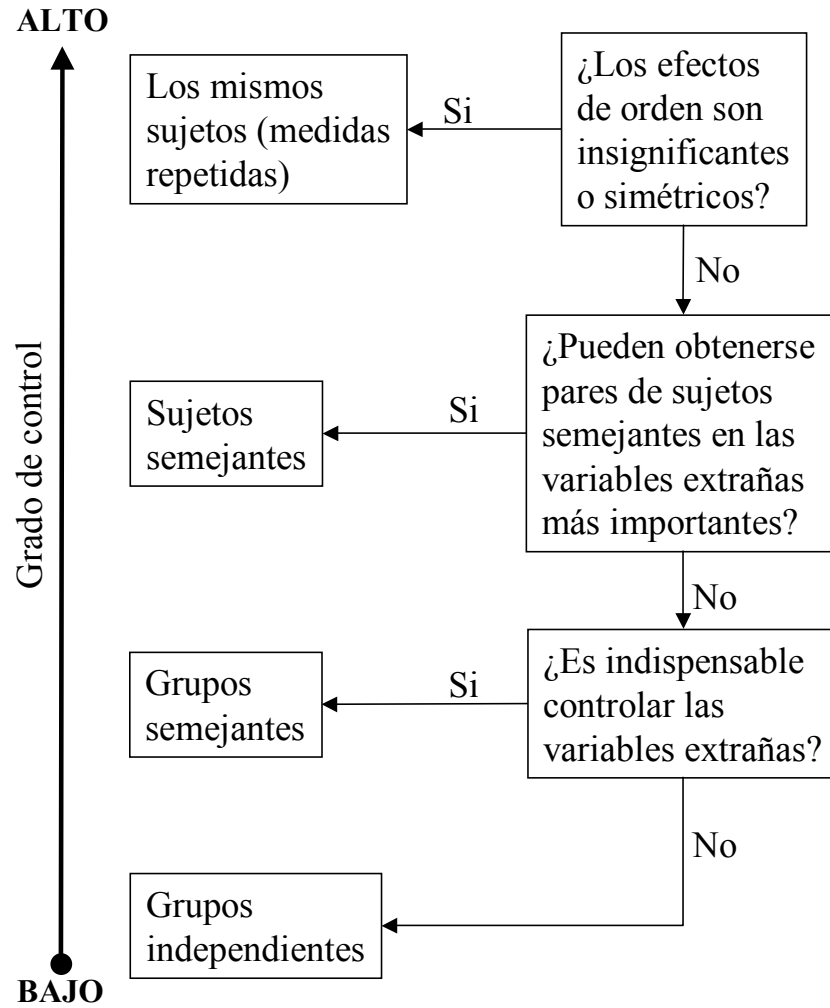 ALTO
Los mismos
sujetos (medidas
repetidas)
Si
¿Los efectos
de orden son
insignificantes
o simétricos?
No
Grado de control
Sujetos
semejantes
Si
¿Pueden obtenerse
pares de sujetos
semejantes en las
variables extrañas
más importantes?
No
Grupos
semejantes
Si
¿Es indispensable
controlar las
variables extrañas?
No
Grupos
independientes
BAJO